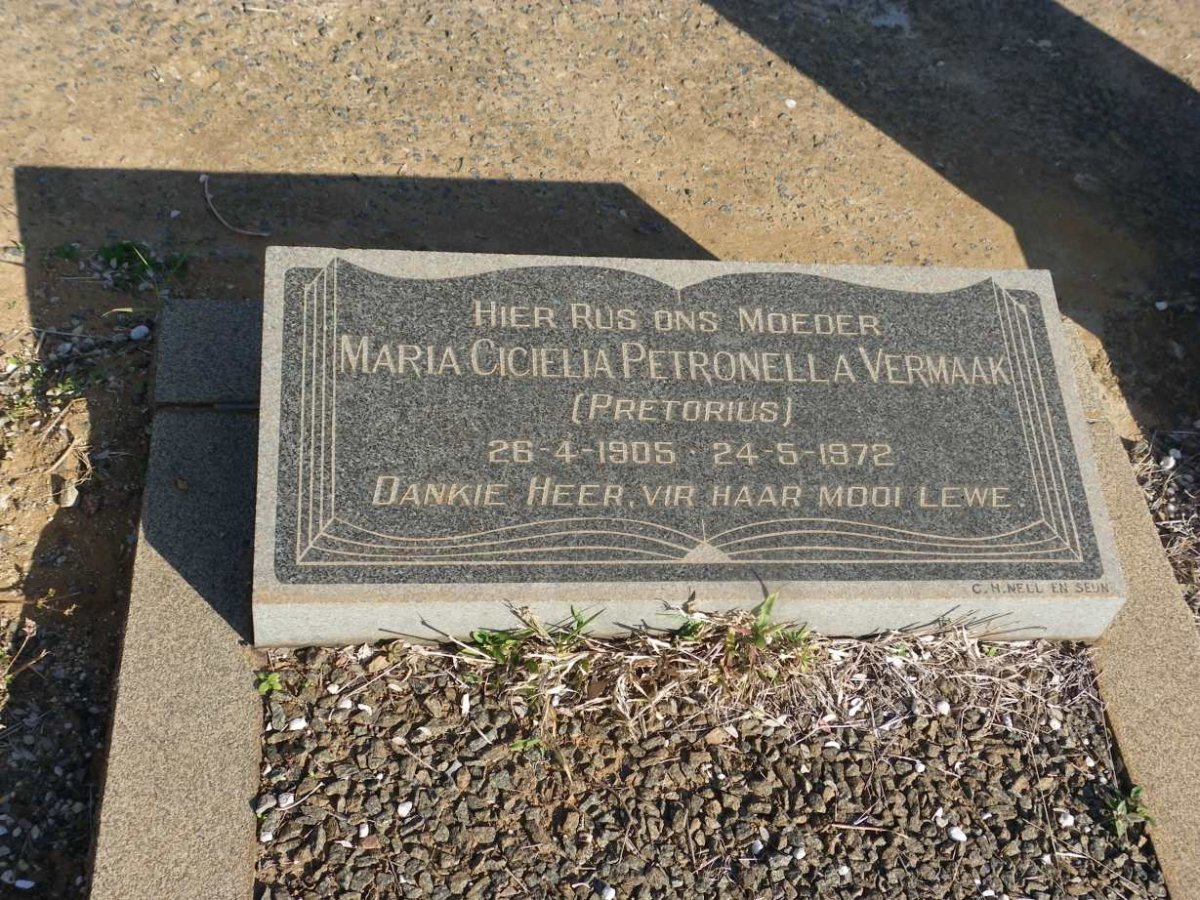 HIER RUS ONS MOEDER
MARIA CICIELIA PETRONELLA VERMAAK
(PRETORIUS)
26-4-1905 - 24-5-1972
DANKIE HEER, VIR HAAR MOOI LEWE.
C.H. NELL EN SEUN